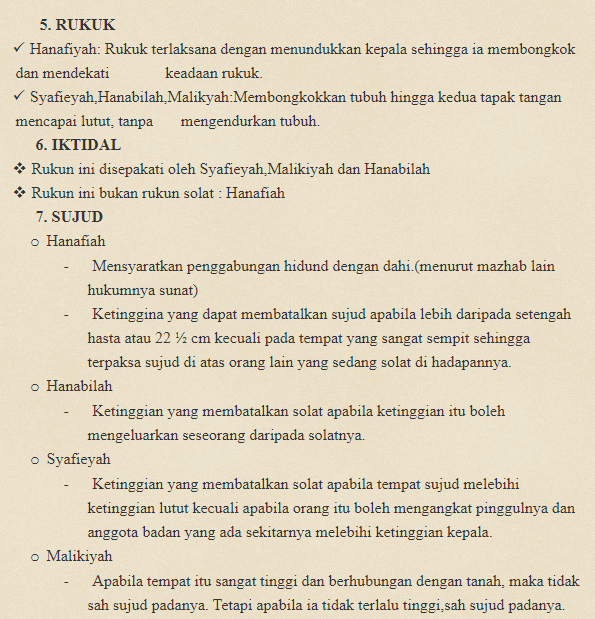 5. RUKUK
✓ Hanafiyah: Rukuk terlaksana dengan menundukkan kepala sehingga ia membongkok
dan mendekati keadaan rukuk.
✓ Syafieyah,Hanabilah,Malikyah:Membongkokkan tubuh hingga kedua tapak tangan
mencapai lutut, tanpa mengendurkan tubuh.
6. IKTIDAL
❖ Rukun ini disepakati oleh Syafieyah,Malikiyah dan Hanabilah
❖ Rukun ini bukan rukun solat : Hanafiah
7. SUJUD
o Hanafiah
- Mensyaratkan penggabungan hidund dengan dahi.(menurut mazhab lain
hukumnya sunat)
- Ketinggina yang dapat membatalkan sujud apabila lebih daripada setengah
hasta atau 22 ½ cm kecuali pada tempat yang sangat sempit sehingga
terpaksa sujud di atas orang lain yang sedang solat di hadapannya.
o Hanabilah
- Ketinggian yang membatalkan solat apabila ketinggian itu boleh
mengeluarkan seseorang daripada solatnya.
o Syafieyah
- Ketinggian yang membatalkan solat apabila tempat sujud melebihi
ketinggian lutut kecuali apabila orang itu boleh mengangkat pinggulnya dan
anggota badan yang ada sekitarnya melebihi ketinggian kepala.
o Malikiyah
- Apabila tempat itu sangat tinggi dan berhubungan dengan tanah, maka tidak
sah sujud padanya. Tetapi apabila ia tidak terlalu tinggi,sah sujud padanya.